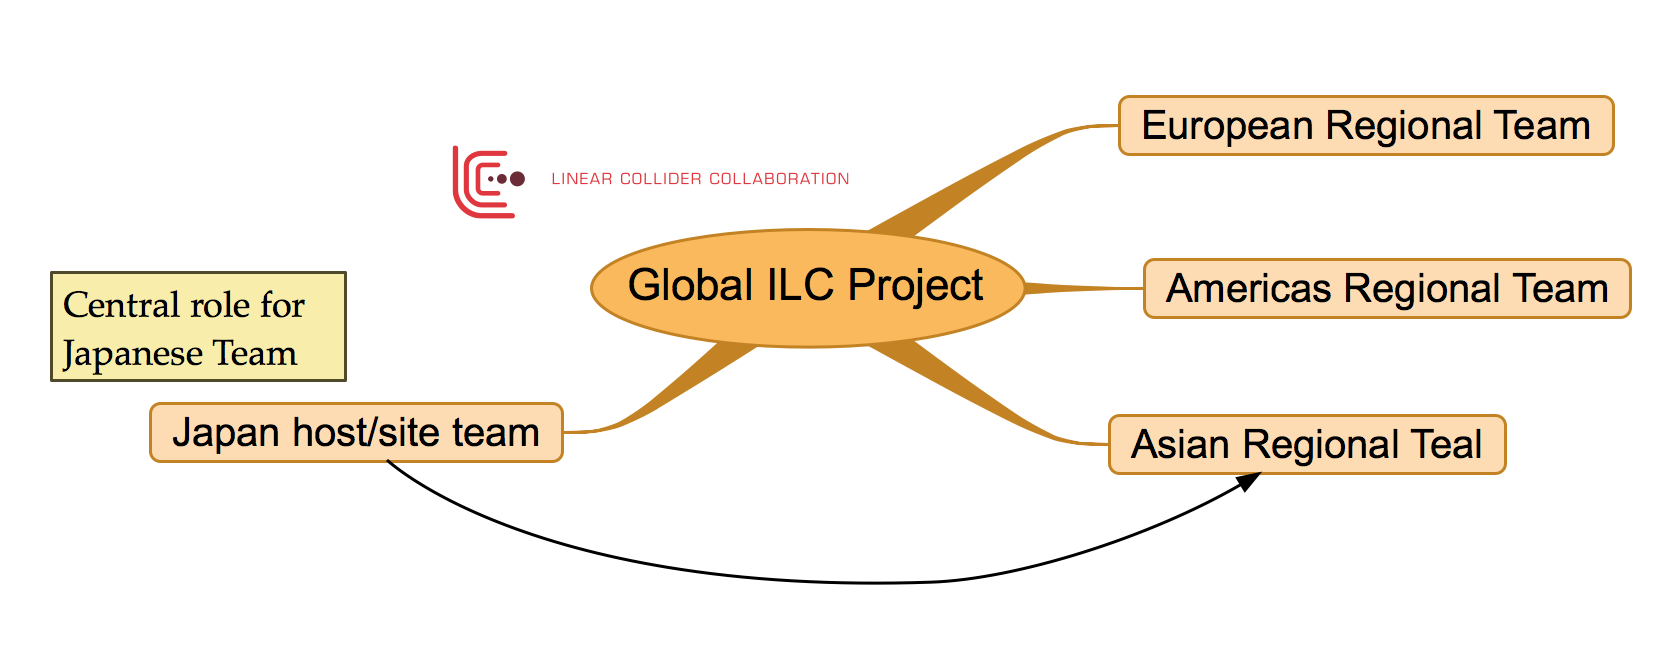 European Regional Team
LINEAR COLLIDER COLLABORATION
Global ILC Project
Americas Regional Team
Central role for
Japanese Team
Japan host/site team
Asian Regional Teal